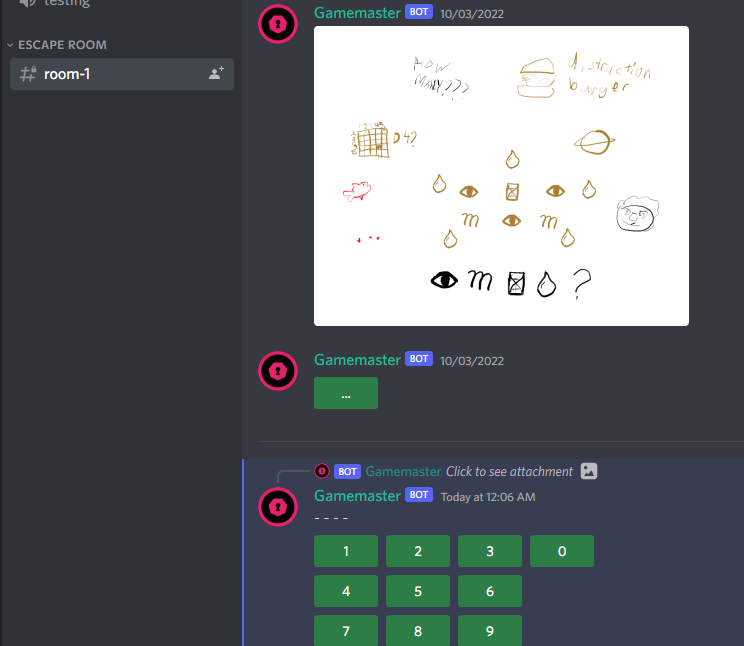 testing
ESCAPE ROOM
room-1
Gamemaster BOT 10/03/2022
HOW
MANY???
distriction
burger
D4?
m m
m ?
Gamemaster BOT 10/03/2022
...
BOT Gamemaster Click to see attachment
Gamemaster BOT Today at 12:06 AM
- - - -
1 2 3 0
4 5 6
7 8 9